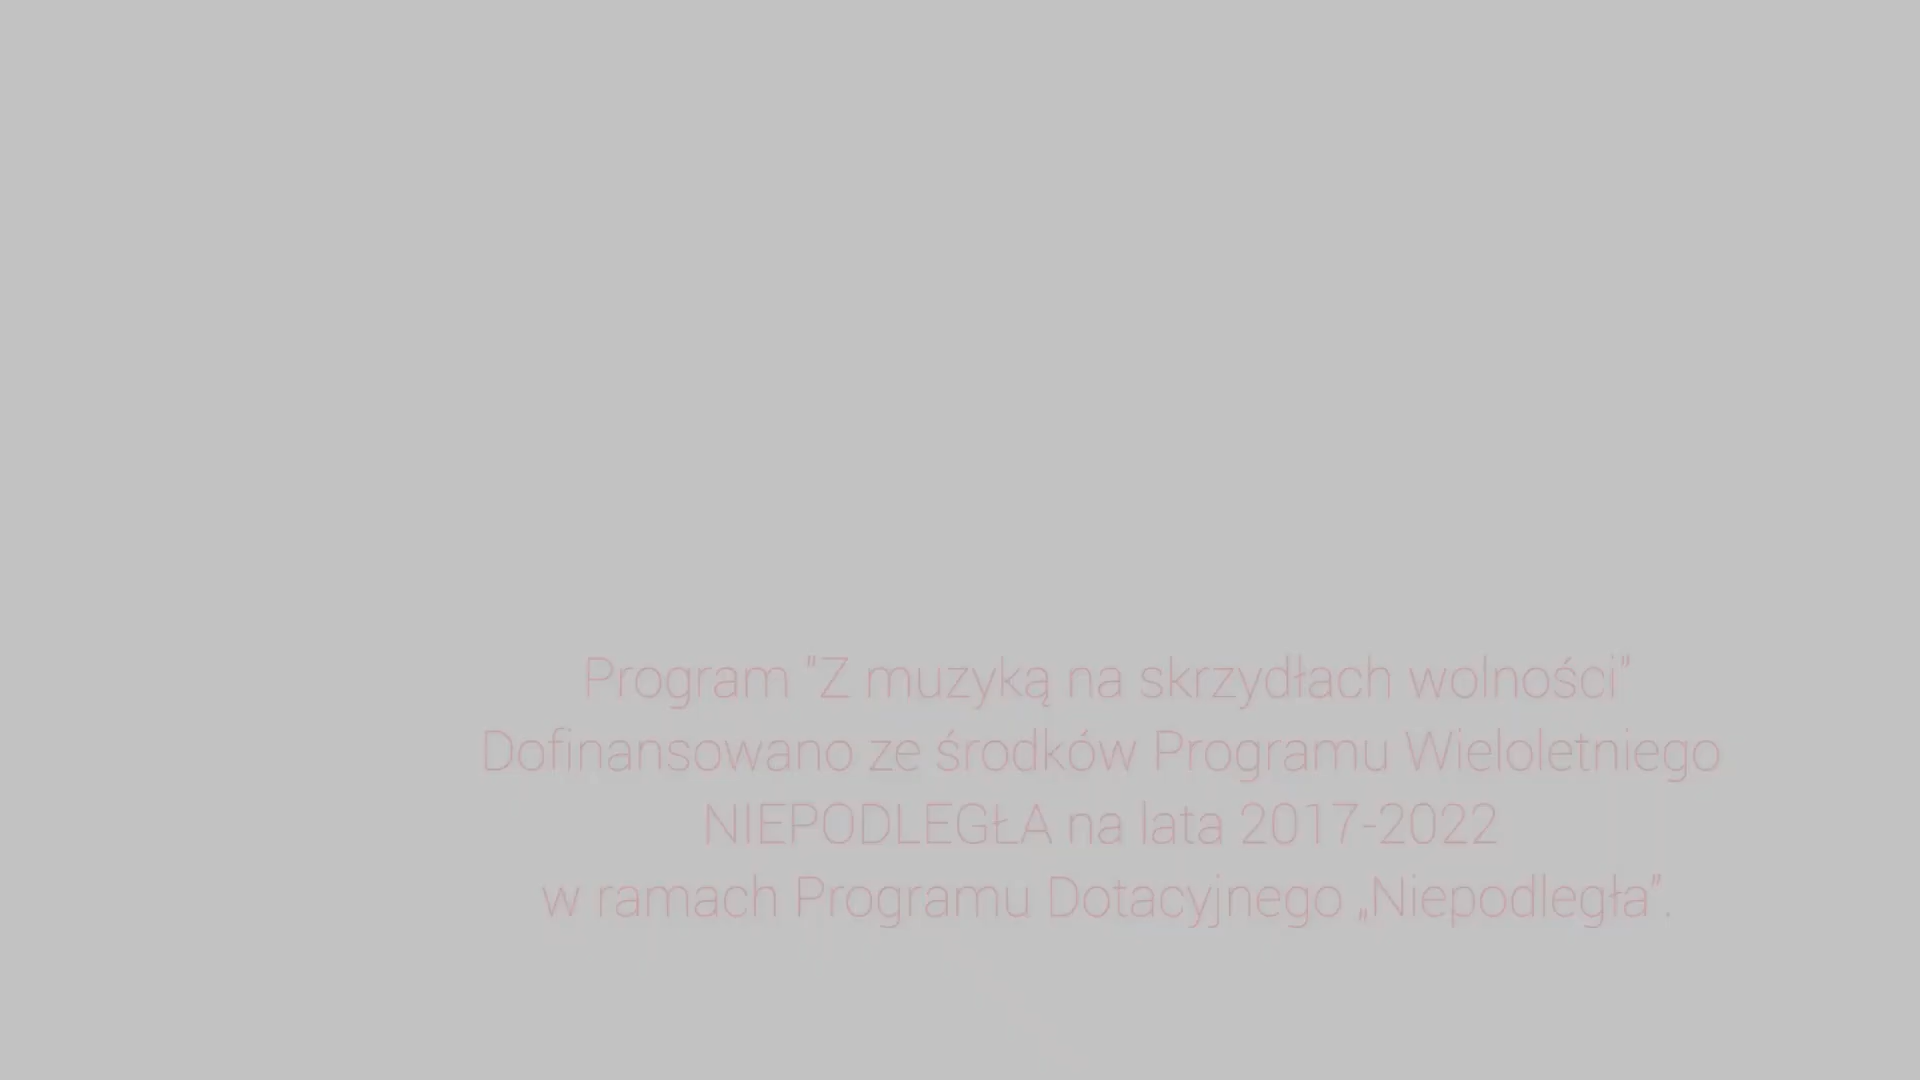 Program "Z muzyką na skrzydłach wolności"
Dofinansowano ze środków Programu Wieloletniego
NIEPODLEGŁA na lata 2017-2022
w ramach Programu Dotacyjnego „Niepodległa”.